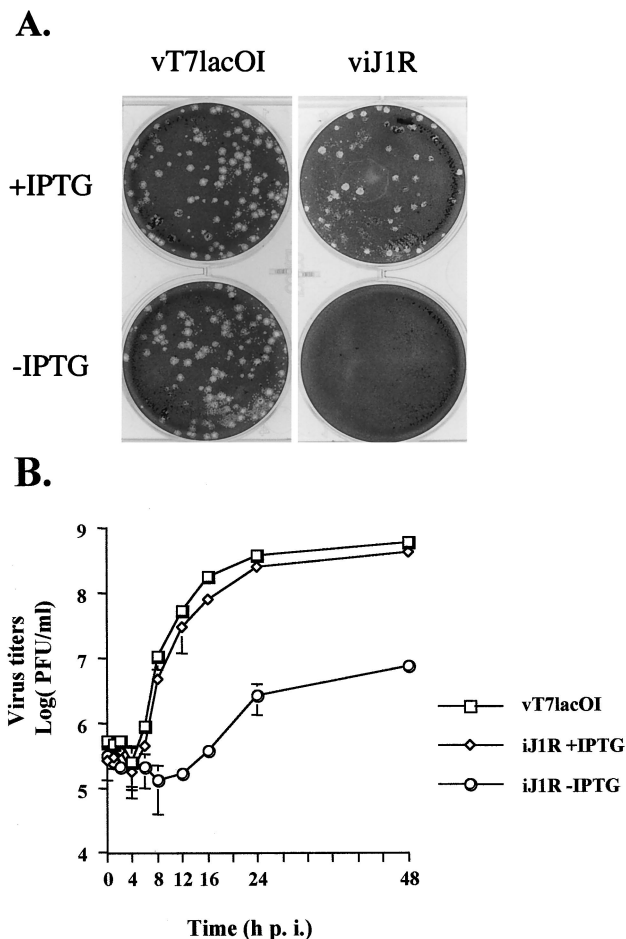 A.
vT7lacOI viJ1R
+IPTG
-IPTG
B.
9
8
7
6
5
4
Virus titers
Log( PFU/ml)
0 4 8 12 16 24 48
Time (h p. i.)
vT7lacOI
iJ1R +IPTG
iJ1R -IPTG